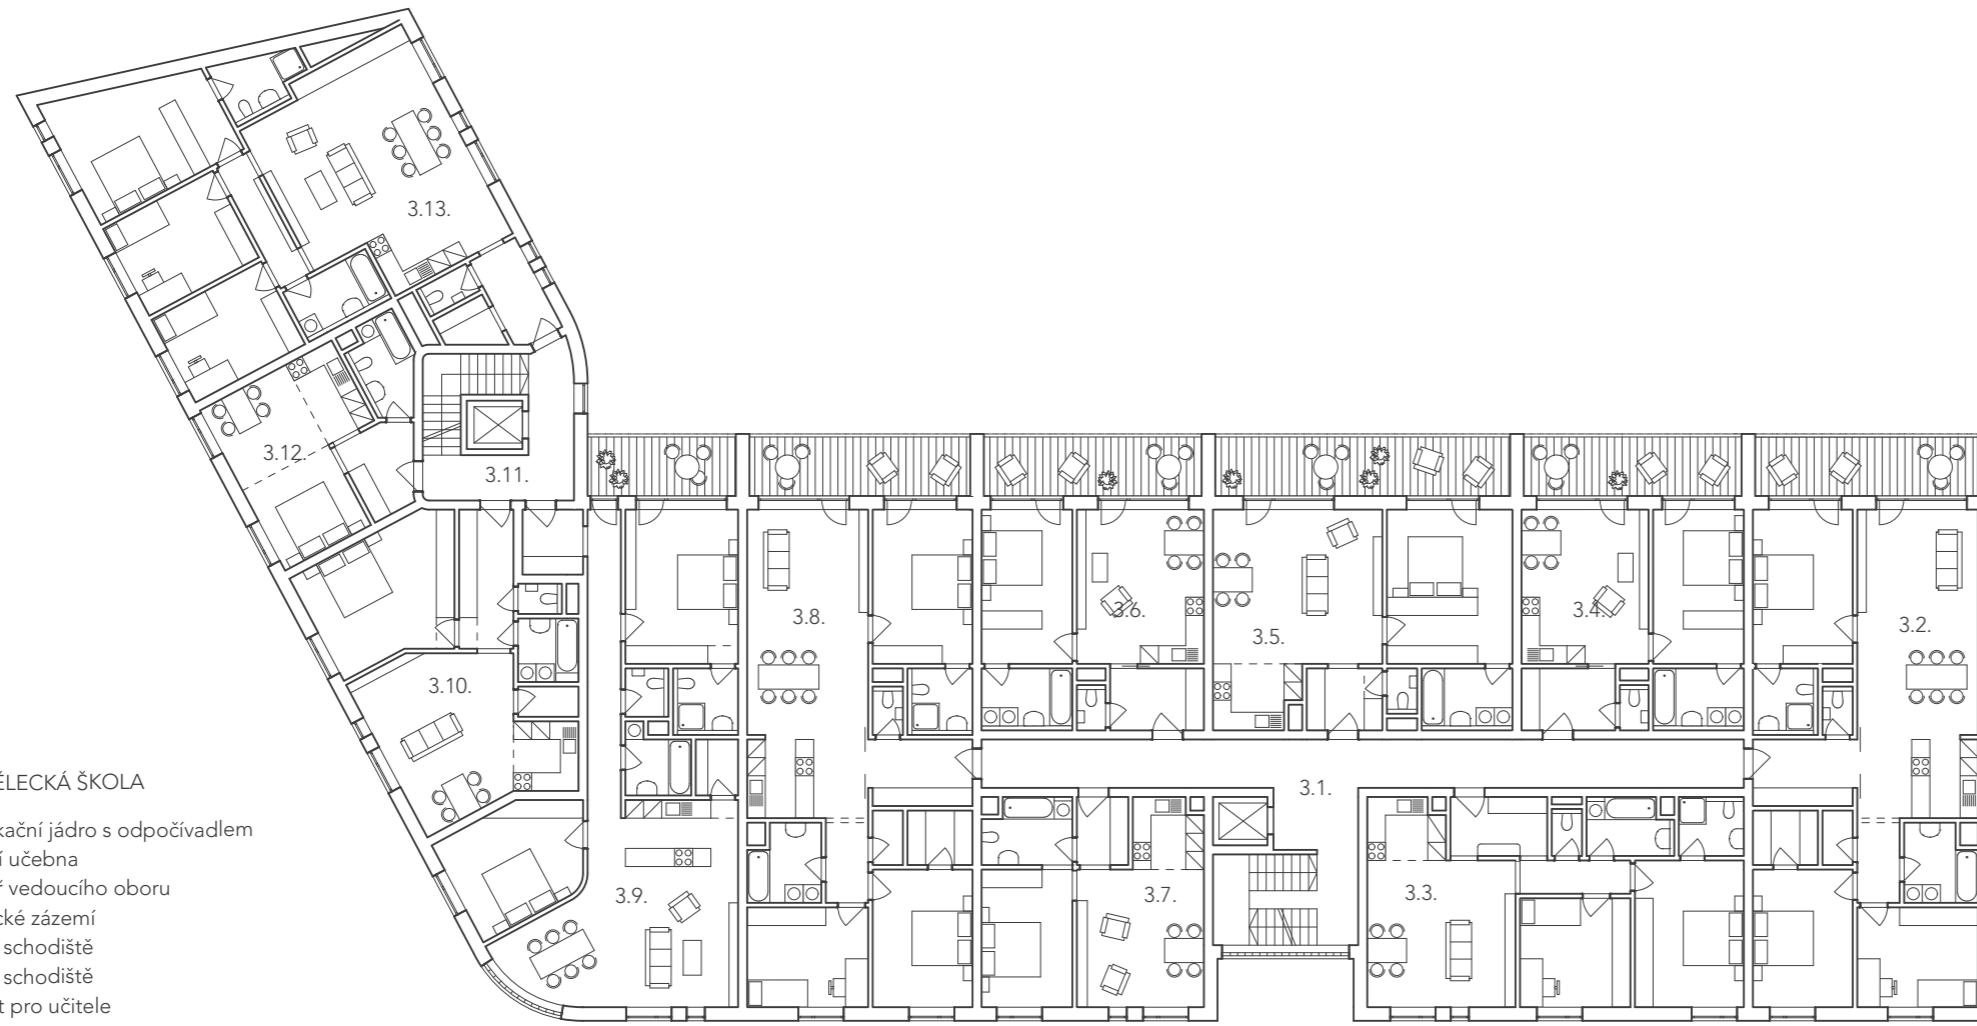 3.13.
3.12.
3.11.
3.8.
3.6.
3.5.
3.4.
3.2.
3.10.
3.1.
3.9.
3.7.
3.3.
ĚLECKÁ ŠKOLA
kační jádro s odpočívadlem
í učebna
ř vedoucího oboru
cké zázemí
schodiště
schodiště
t pro učitele